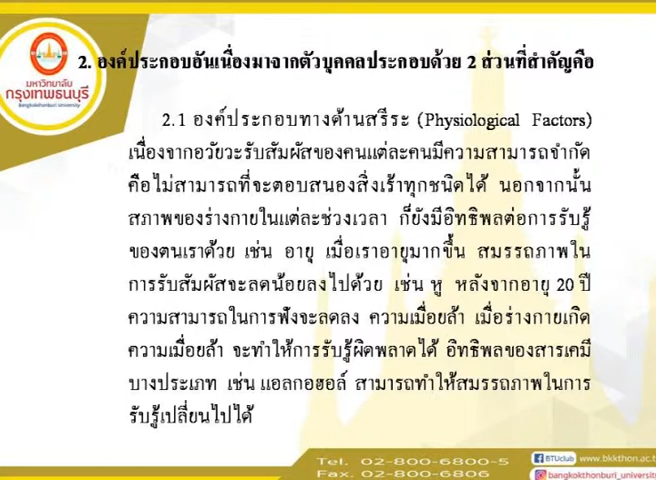 2. องค์ประกอบอันเนื่องมาจากตัวบุคคลประกอบด้วย 2 ส่วนที่สำคัญคือ
มหาวิทยาลัย
กรุงเทพธนบุรี
Bangkokthonburi University
2.1 องค์ประกอบทางด้านสรีระ (Physiological Factors)
เนื่องจากอวัยวะรับสัมผัสของคนแต่ละคนมีความสามารถจำกัด
คือไม่สามารถที่จะตอบสนองสิ่งเร้าทุกชนิดได้ นอกจากนั้น
สภาพของร่างกายในแต่ละช่วงเวลา ก็ยังมีอิทธิพลต่อการรับรู้
ของตนเราด้วย เช่น อายุ เมื่อเราอายุมากขึ้น สมรรถภาพใน
การรับสัมผัสจะลดน้อยลงไปด้วย เช่น หู หลังจากอายุ 20 ปี
ความสามารถในการฟังจะลดลง ความเมื่อยล้า เมื่อร่างกายเกิด
ความเมื่อยล้า จะทำให้การรับรู้ผิดพลาดได้ อิทธิพลของสารเคมี
บางประเภท เช่น แอลกอฮอล์ สามารถทำให้สมรรถภาพในการ
รับรู้เปลี่ยนไปได้
Tel. 02-800-6800-5
Fax. 02-800-6806
BTUclub www.bkkthon.ac.t
bangkokthonburi_university